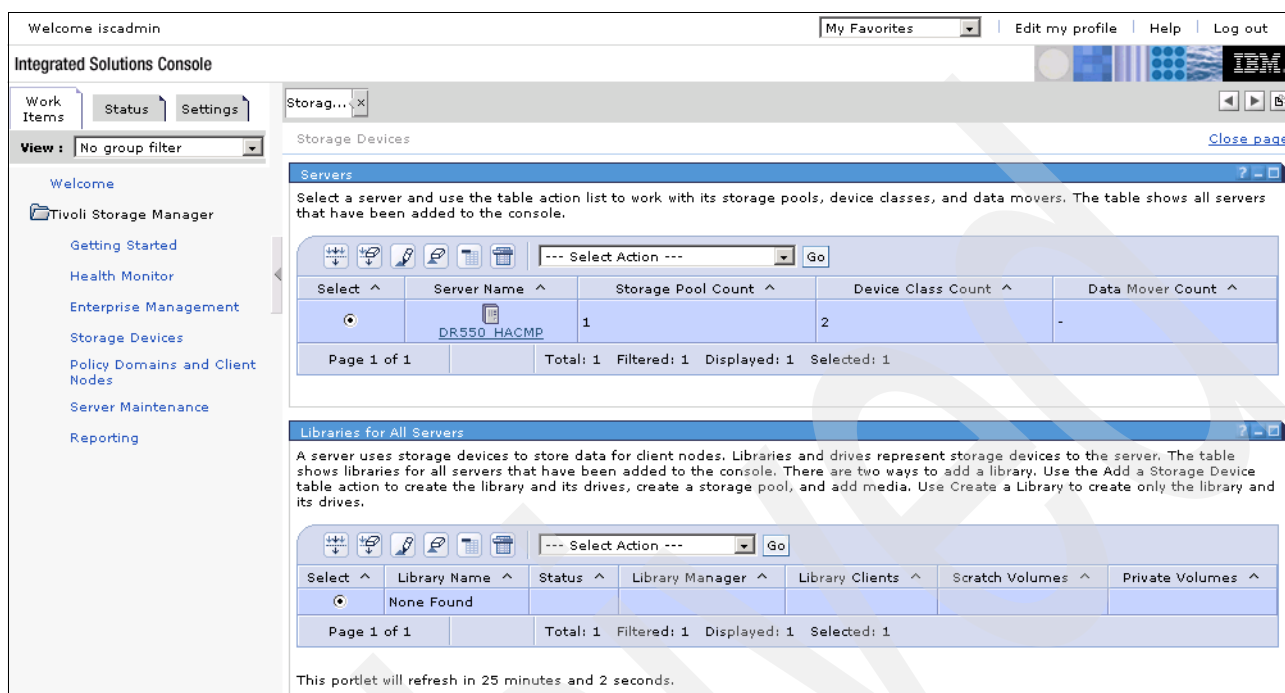 Welcome iscadmin
My Favorites
Edit my profile
Help
Log out
Integrated Solutions Console
IBM.
Work Items
Status
Settings
Storag...
View : No group filter
Storage Devices
Close page
Welcome
Tivoli Storage Manager
Getting Started
Health Monitor
Enterprise Management
Storage Devices
Policy Domains and Client
Nodes
Server Maintenance
Reporting
Servers
Select a server and use the table action list to work with its storage pools, device classes, and data movers. The table shows all servers
that have been added to the console.
--- Select Action --- Go
Select ^ Server Name ^ Storage Pool Count ^ Device Class Count ^ Data Mover Count ^
DR550_HACMP 1 2 -
Page 1 of 1 Total: 1 Filtered: 1 Displayed: 1 Selected: 1
Libraries for All Servers
A server uses storage devices to store data for client nodes. Libraries and drives represent storage devices to the server. The table
shows libraries for all servers that have been added to the console. There are two ways to add a library. Use the Add a Storage Device
table action to create the library and its drives, create a storage pool, and add media. Use Create a Library to create only the library and
its drives.
--- Select Action --- Go
Select ^ Library Name ^ Status ^ Library Manager ^ Library Clients ^ Scratch Volumes ^ Private Volumes ^
None Found
Page 1 of 1 Total: 1 Filtered: 1 Displayed: 1 Selected: 1
This portlet will refresh in 25 minutes and 2 seconds.